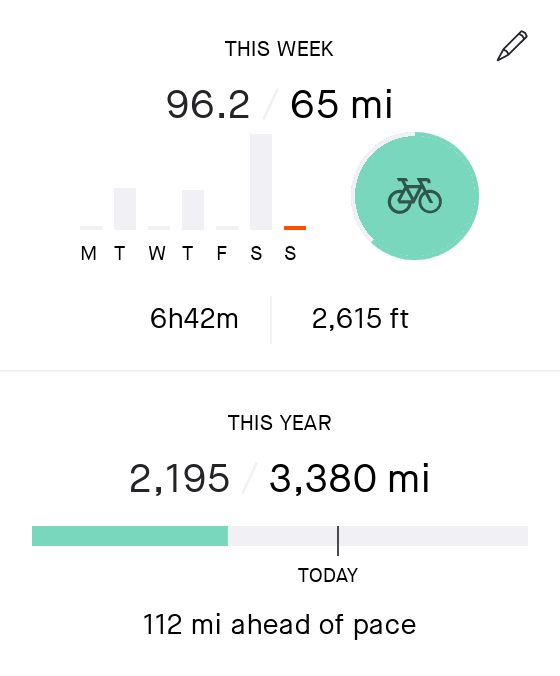 THIS WEEK
96.2 / 65 mi
M T W T F S S
6h42m 2,615 ft
THIS YEAR
2,195 / 3,380 mi
TODAY
112 mi ahead of pace